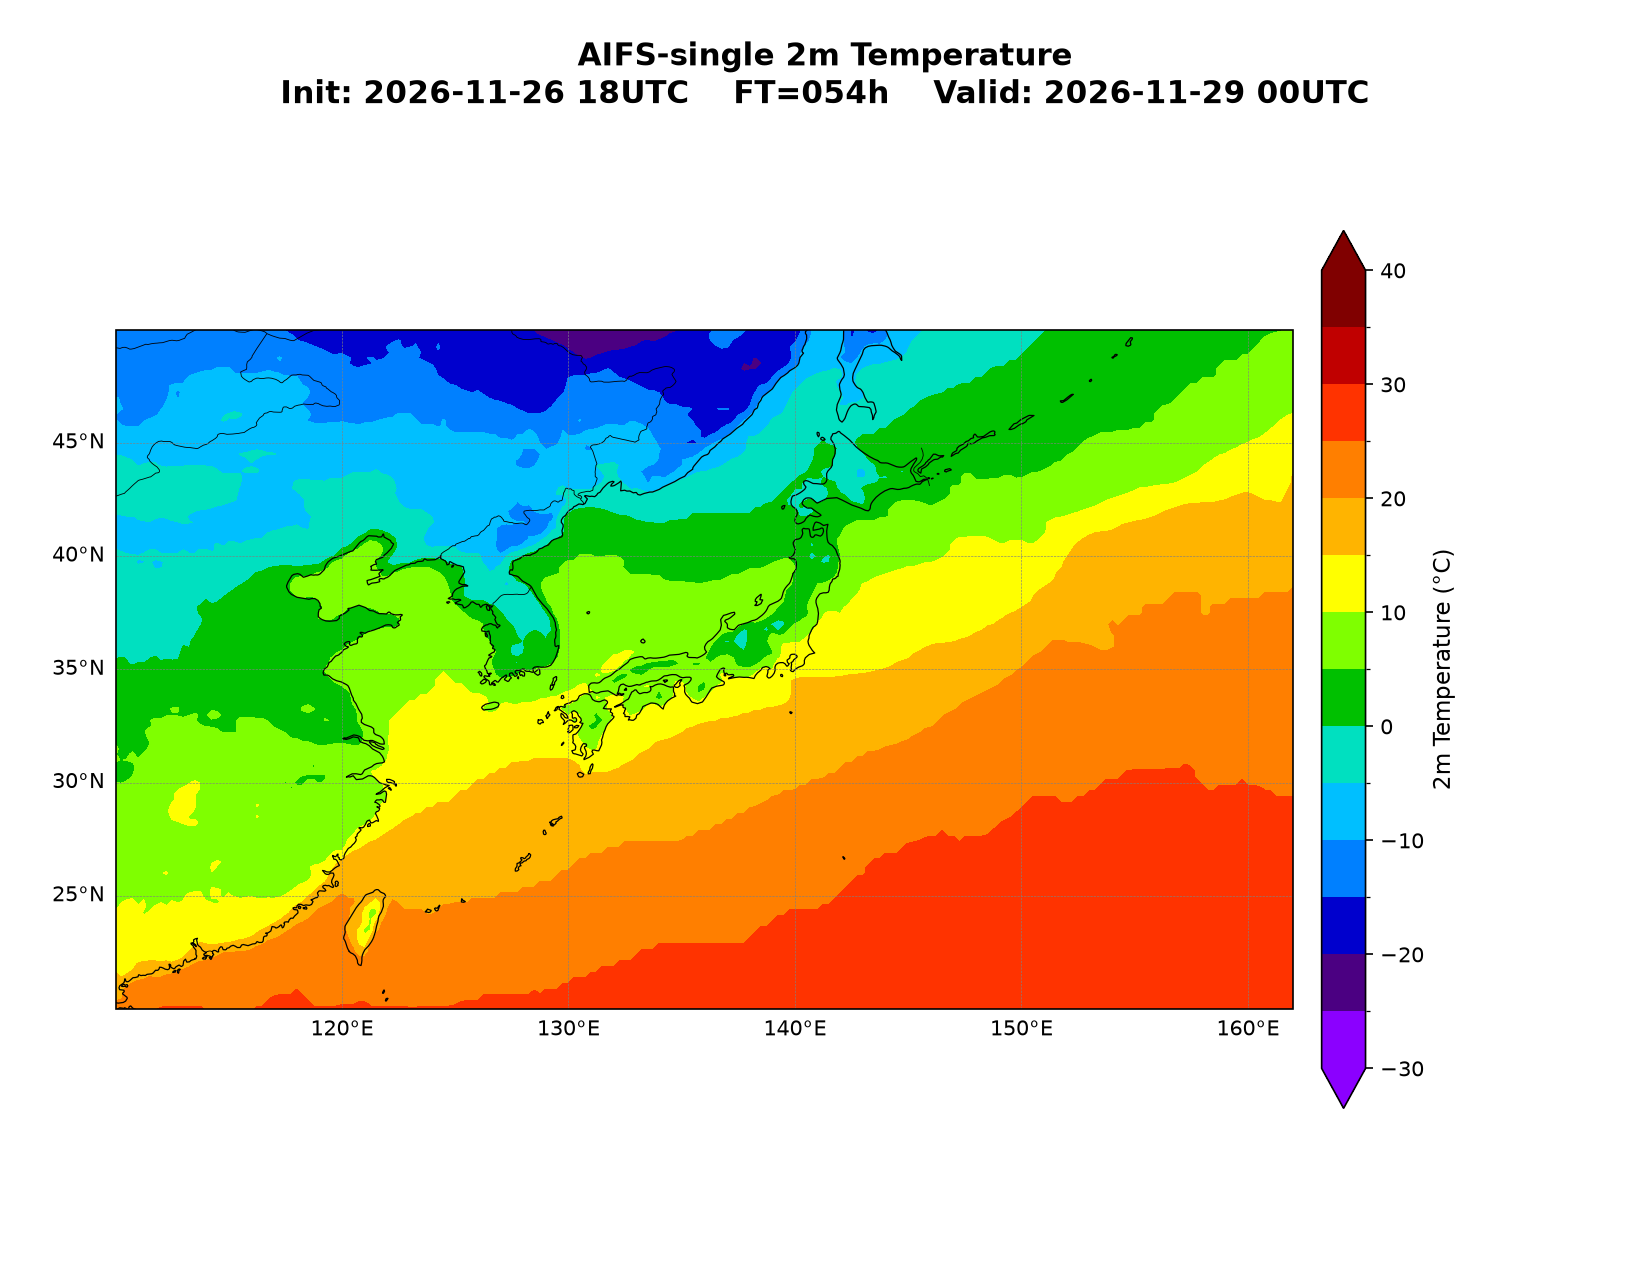 AIFS-single 2m Temperature
Init: 2026-11-26 18UTC    FT=054h    Valid: 2026-11-29 00UTC
45°N
40°N
35°N
30°N
25°N
120°E
130°E
140°E
150°E
160°E
40
30
20
10
0
−10
−20
−30
2m Temperature (°C)